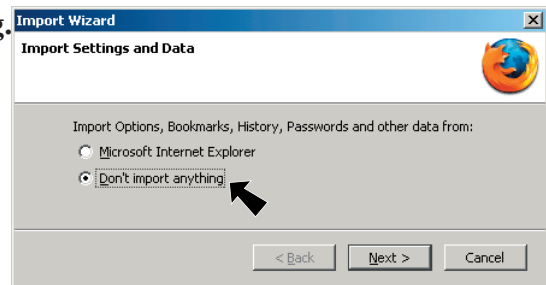 g.
Import Wizard
Import Settings and Data
Import Options, Bookmarks, History, Passwords and other data from:
Microsoft Internet Explorer
Don't import anything
< Back
Next >
Cancel